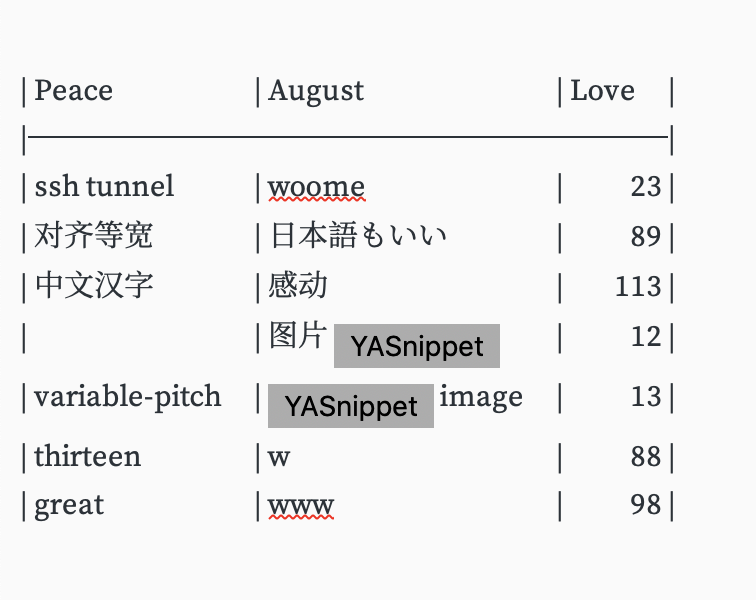 | Peace | August | Love |
|ssh tunnel | woome | 23 |
| 对齐等宽 | 日本語もいい | 89 |
| 中文汉字 | 感动 | 113 |
| | 图片 YASnippet | 12 |
| variable-pitch | YASnippet image | 13 |
| thirteen | w | 88 |
| great | www | 98 |